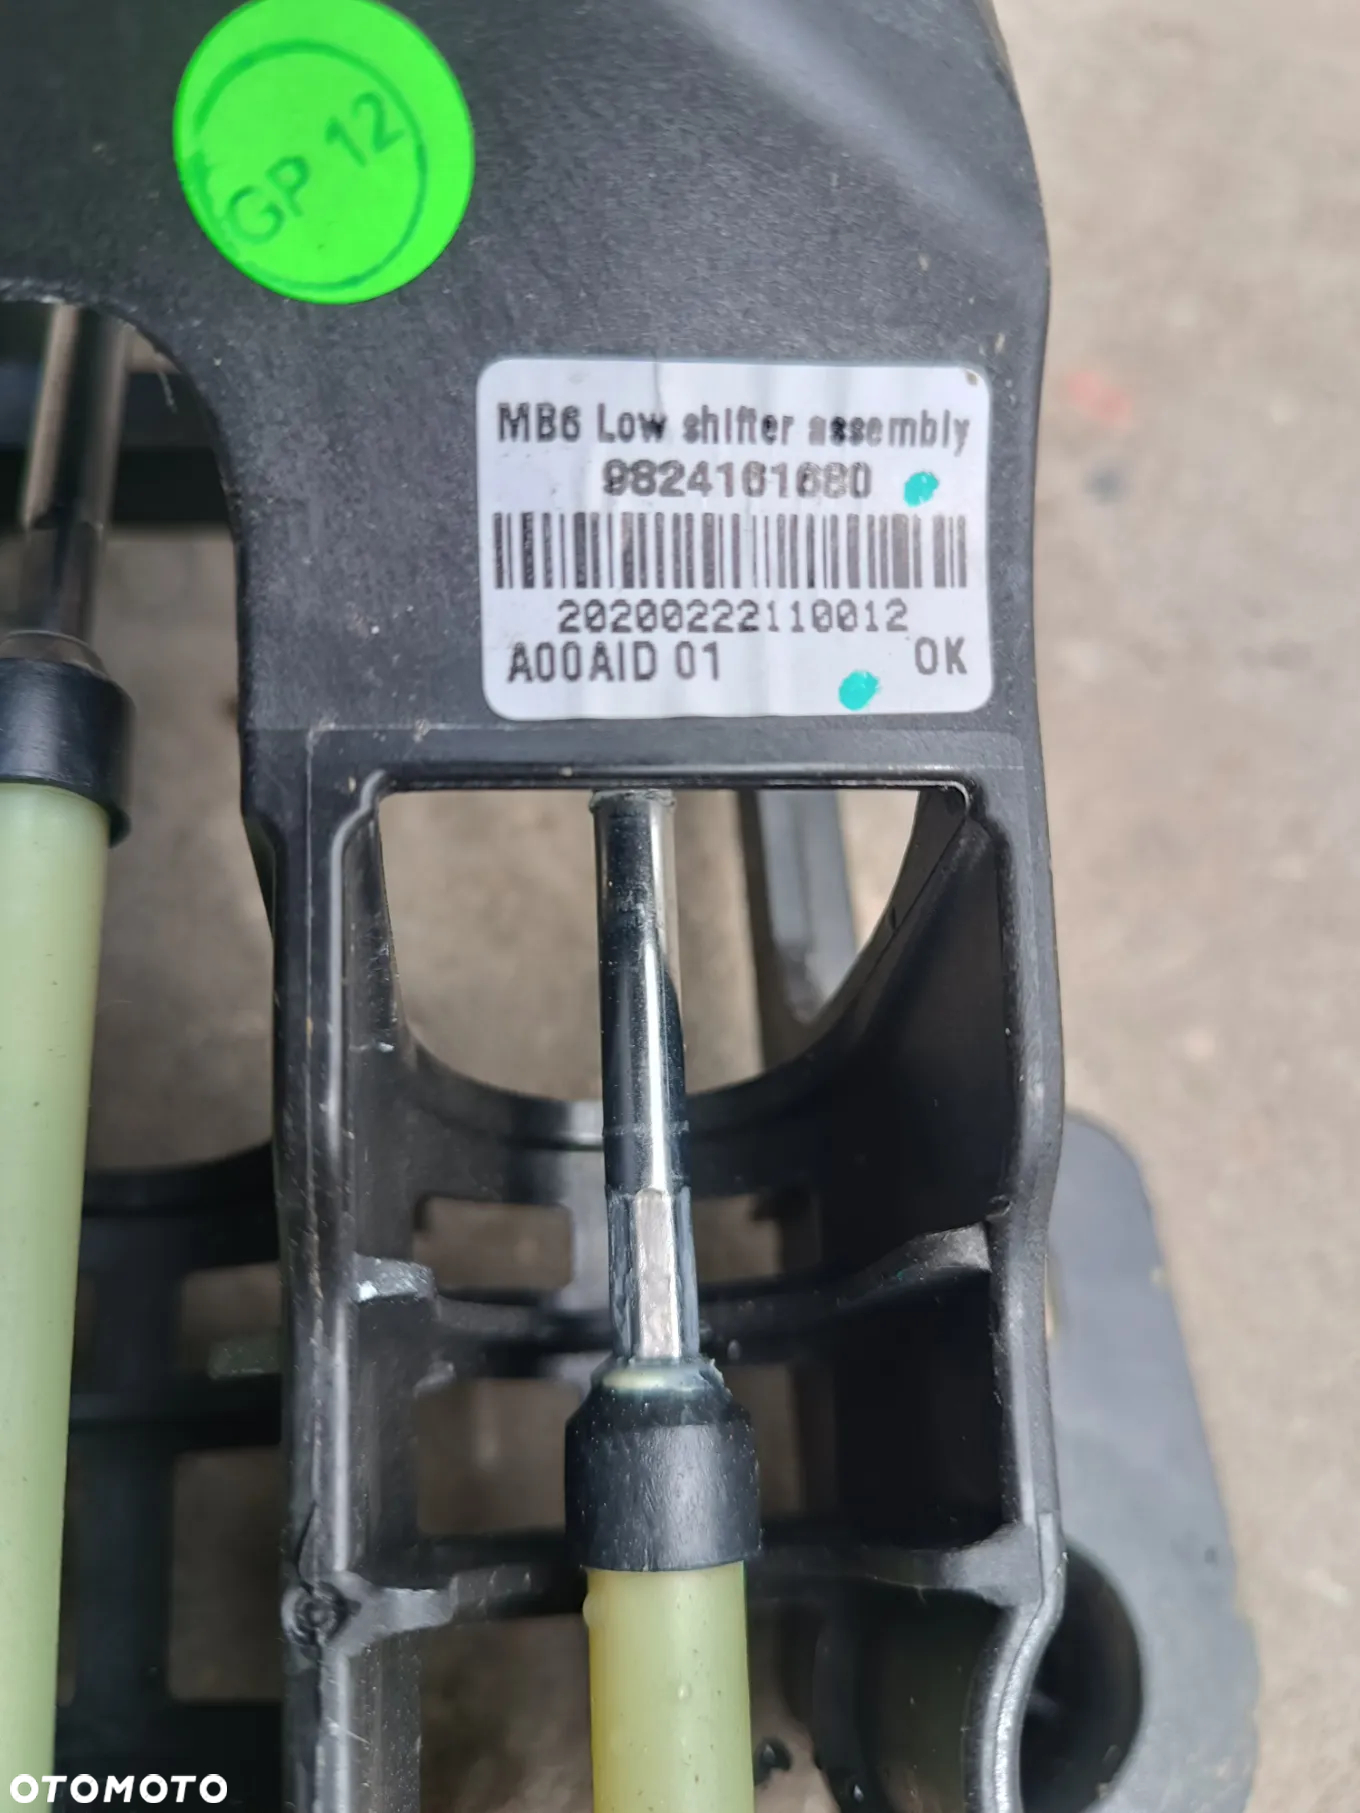 GP 12
MB6 Low shifter assembly
9824161680
20200222110012
A00AID 01 OK
OTOMOTO